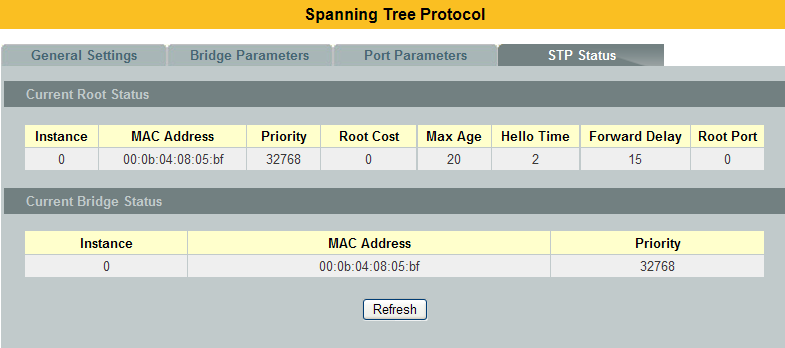 Spanning Tree Protocol
General Settings Bridge Parameters Port Parameters STP Status
Current Root Status
Instance MAC Address Priority Root Cost Max Age Hello Time Forward Delay Root Port
0 00:0b:04:08:05:bf 32768 0 20 2 15 0
Current Bridge Status
Instance MAC Address Priority
0 00:0b:04:08:05:bf 32768
Refresh